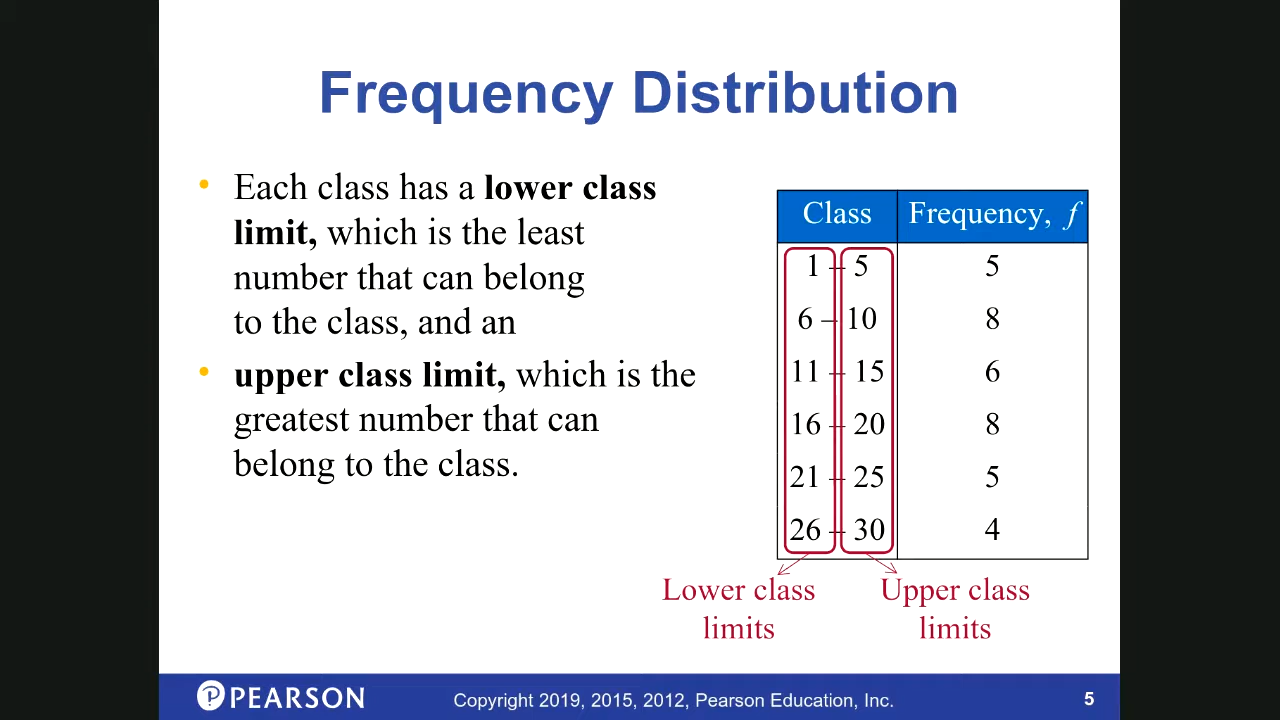 Frequency Distribution
• Each class has a lower class
limit, which is the least
number that can belong
to the class, and an
• upper class limit, which is the
greatest number that can
belong to the class.
Class Frequency, f
1 – 5 5
6 – 10 8
11 – 15 6
16 – 20 8
21 – 25 5
26 – 30 4
Lower class
limits
Upper class
limits
PEARSON
Copyright 2019, 2015, 2012, Pearson Education, Inc.
5